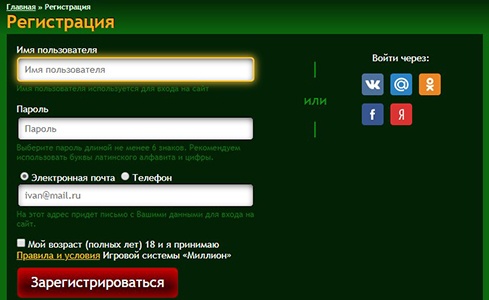 Главная » Регистрация
Регистрация
Имя пользователя
Имя пользователя
Имя пользователя используется для входа на сайт
Пароль
Пароль
Выберите пароль длиной не менее 6 знаков. Рекомендуем
использовать буквы латинского алфавита и цифры.
Электронная почта Телефон
ivan@mail.ru
На этот адрес придет письмо с Вашими данными для входа на
сайт.
Мой возраст (полных лет) 18 и я принимаю
Правила и условия Игровой системы «Миллион»
Зарегистрироваться
или
Войти через: